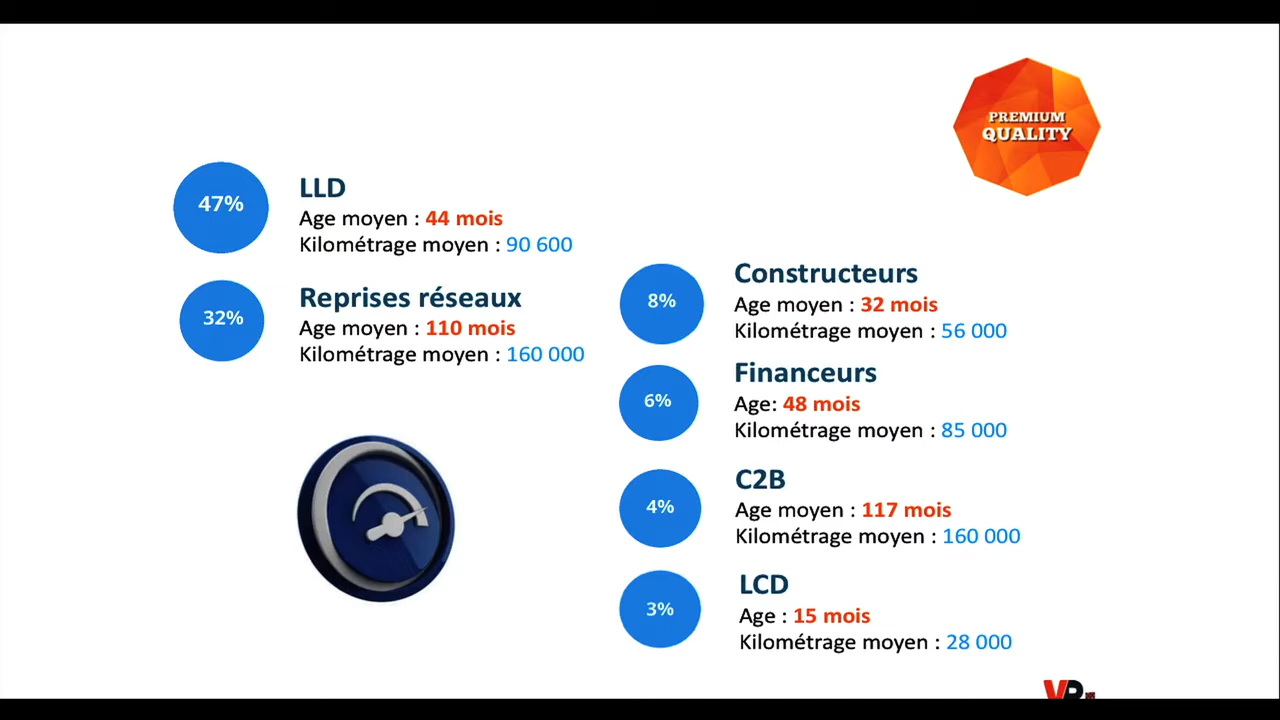 PREMIUM
QUALITY
47%
LLD
Age moyen : 44 mois
Kilométrage moyen : 90 600
32%
Reprises réseaux
Age moyen : 110 mois
Kilométrage moyen : 160 000
8%
Constructeurs
Age moyen : 32 mois
Kilométrage moyen : 56 000
6%
Financeurs
Age: 48 mois
Kilométrage moyen : 85 000
4%
C2B
Age moyen : 117 mois
Kilométrage moyen : 160 000
3%
LCD
Age : 15 mois
Kilométrage moyen : 28 000